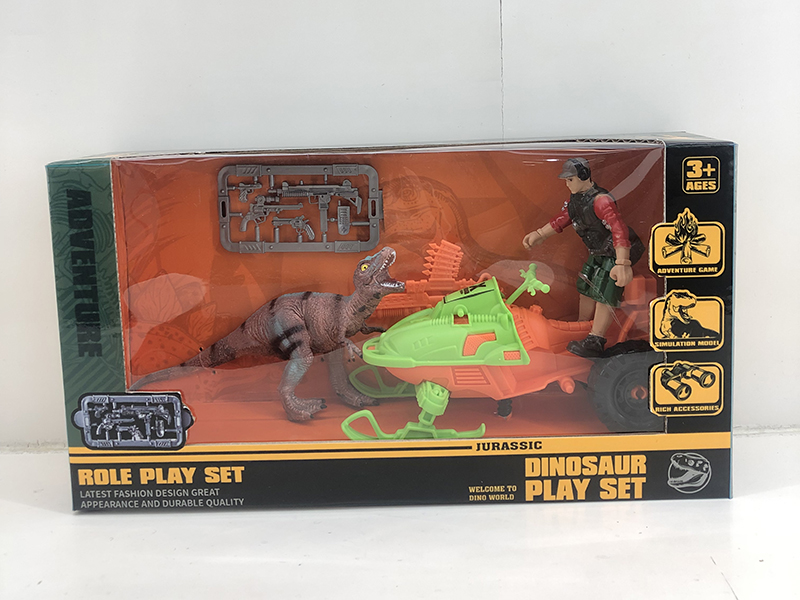 ADVENTURE
3+
AGES
ADVENTURE GAME
SIMULATION MODEL
RICH ACCESSORIES
JURASSIC
ROLE PLAY SET
LATEST FASHION DESIGN GREAT
APPEARANCE AND DURABLE QUALITY
WELCOME TO
DINO WORLD
DINOSAUR
PLAY SET